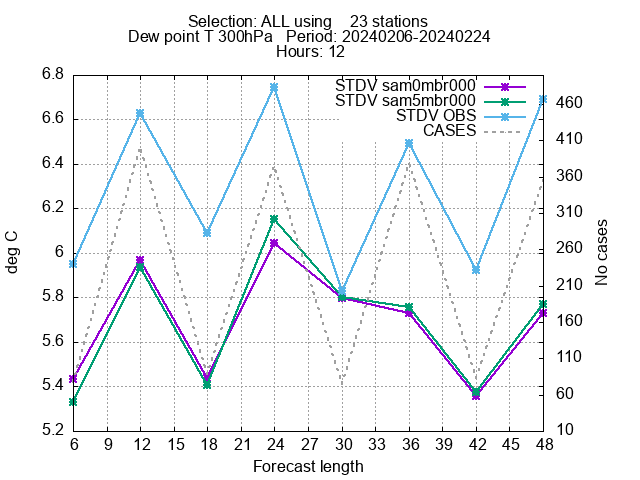 Selection: ALL using 23 stations
Dew point T 300hPa Period: 20240206-20240224
Hours: 12
STDV sam0mbr000
STDV sam5mbr000
STDV OBS
CASES
6.8
6.6
6.4
6.2
6
5.8
5.6
5.4
5.2
deg C
460
410
360
310
260
210
160
110
60
10
No cases
6 9 12 15 18 21 24 27 30 33 36 39 42 45 48
Forecast length